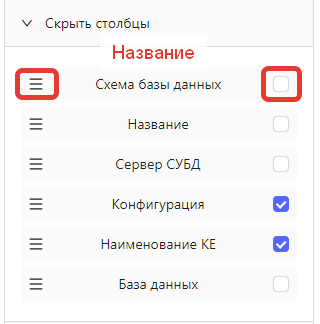 Скрыть столбцы
Название
Схема базы данных
Название
Сервер СУБД
Конфигурация
Наименование КЕ
База данных